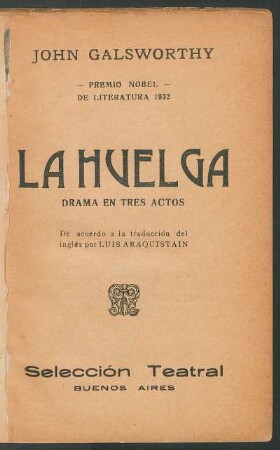 JOHN GALSWORTHY
— PREMIO NOBEL —
DE LITERATURA 1932
LA HUELGA
DRAMA EN TRES ACTOS
De acuerdo a la traducción del
inglés por LUIS ARAQUISTAIN
Selección Teatral
BUENOS AIRES